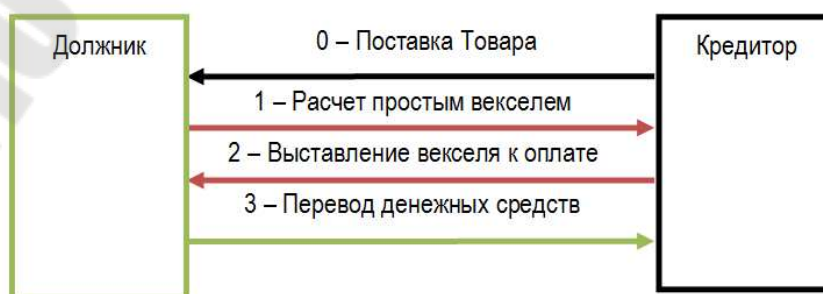 Должник
0 – Поставка Товара
Кредитор
1 – Расчет простым векселем
2 – Выставление векселя к оплате
3 – Перевод денежных средств